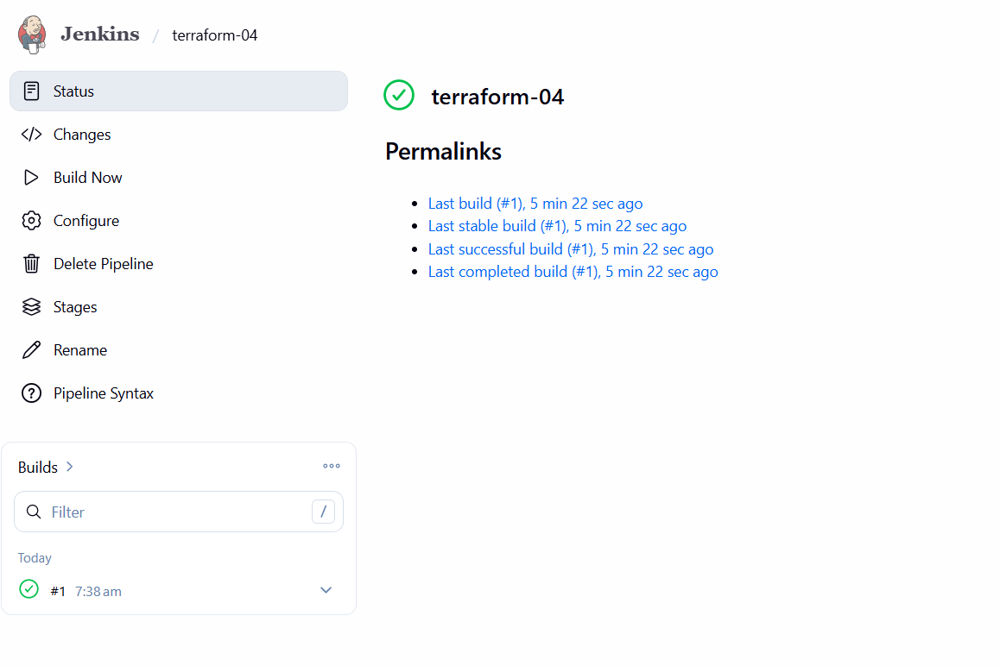 Jenkins / terraform-04
Status
Changes
Build Now
Configure
Delete Pipeline
Stages
Rename
Pipeline Syntax
Builds
Filter /
Today
#1 7:38 am
terraform-04
Permalinks
Last build (#1), 5 min 22 sec ago
Last stable build (#1), 5 min 22 sec ago
Last successful build (#1), 5 min 22 sec ago
Last completed build (#1), 5 min 22 sec ago